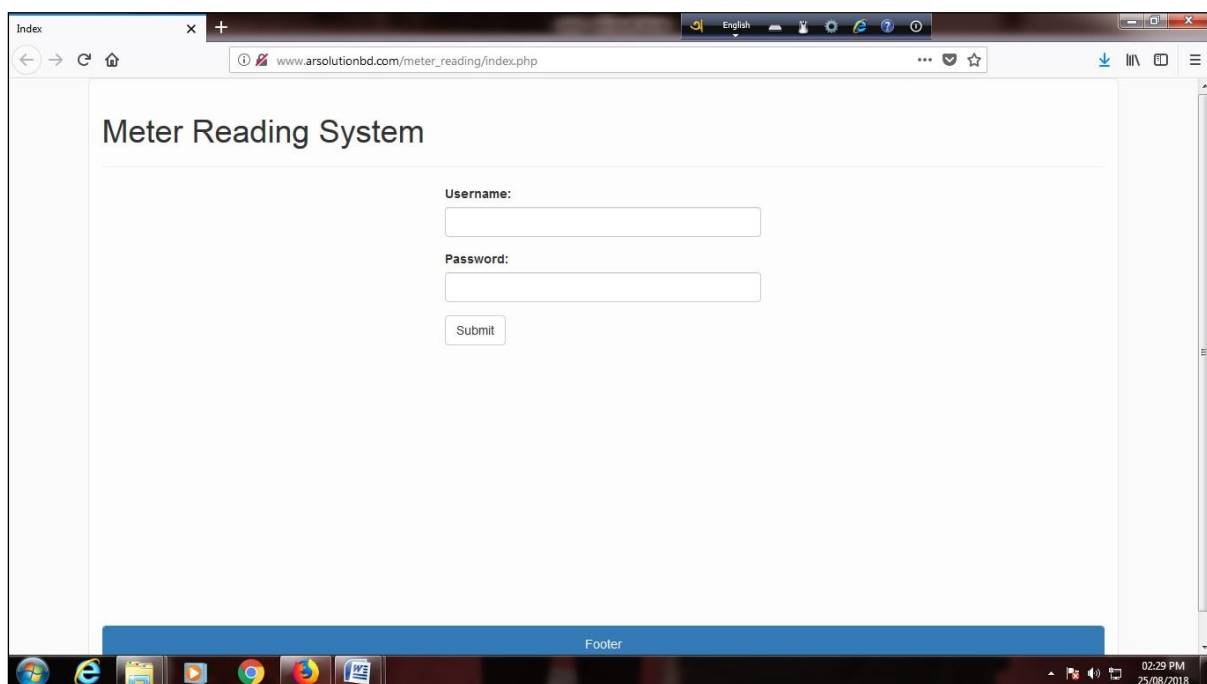 Index
অ English
www.arsolutionbd.com/meter_reading/index.php
Meter Reading System
Username:
Password:
Submit
Footer
02:29 PM
25/08/2018